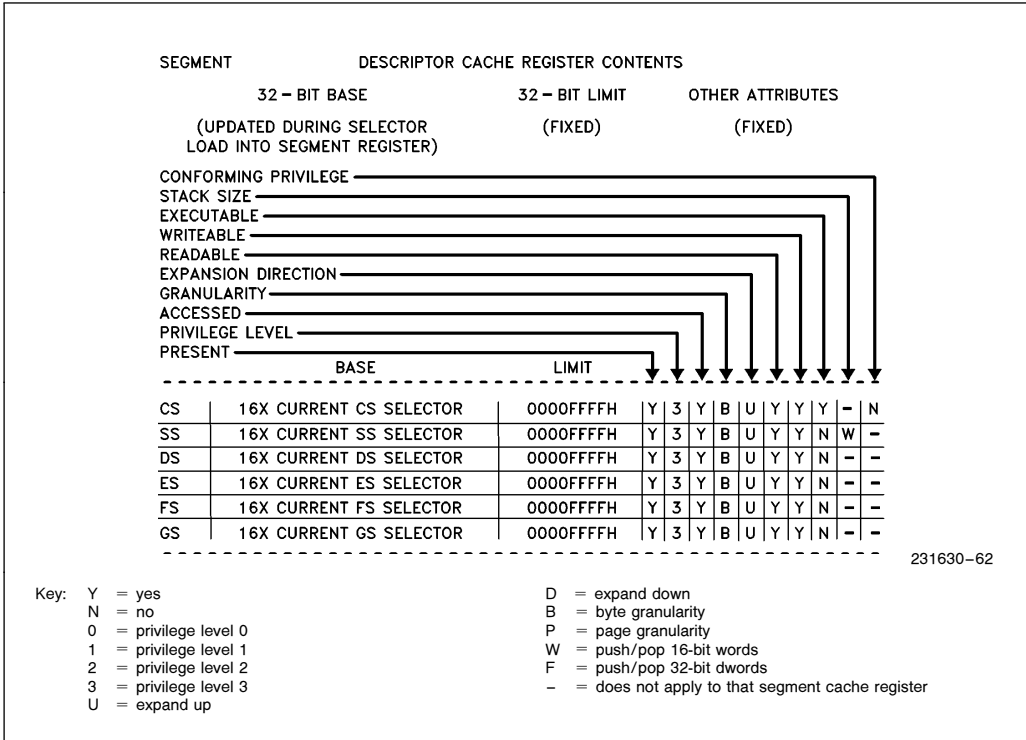 SEGMENT DESCRIPTOR CACHE REGISTER CONTENTS
32 – BIT BASE 32 – BIT LIMIT OTHER ATTRIBUTES
(UPDATED DURING SELECTOR (FIXED) (FIXED)
LOAD INTO SEGMENT REGISTER)
CONFORMING PRIVILEGE
STACK SIZE
EXECUTABLE
WRITEABLE
READABLE
EXPANSION DIRECTION
GRANULARITY
ACCESSED
PRIVILEGE LEVEL
PRESENT
BASE LIMIT
CS 16X CURRENT CS SELECTOR 0000FFFFH Y 3 Y B U Y Y Y – N
SS 16X CURRENT SS SELECTOR 0000FFFFH Y 3 Y B U Y Y N W –
DS 16X CURRENT DS SELECTOR 0000FFFFH Y 3 Y B U Y Y N – –
ES 16X CURRENT ES SELECTOR 0000FFFFH Y 3 Y B U Y Y N – –
FS 16X CURRENT FS SELECTOR 0000FFFFH Y 3 Y B U Y Y N – –
GS 16X CURRENT GS SELECTOR 0000FFFFH Y 3 Y B U Y Y N – –
231630–62
Key: Y = yes
N = no
0 = privilege level 0
1 = privilege level 1
2 = privilege level 2
3 = privilege level 3
U = expand up
D = expand down
B = byte granularity
P = page granularity
W = push/pop 16-bit words
F = push/pop 32-bit dwords
– = does not apply to that segment cache register